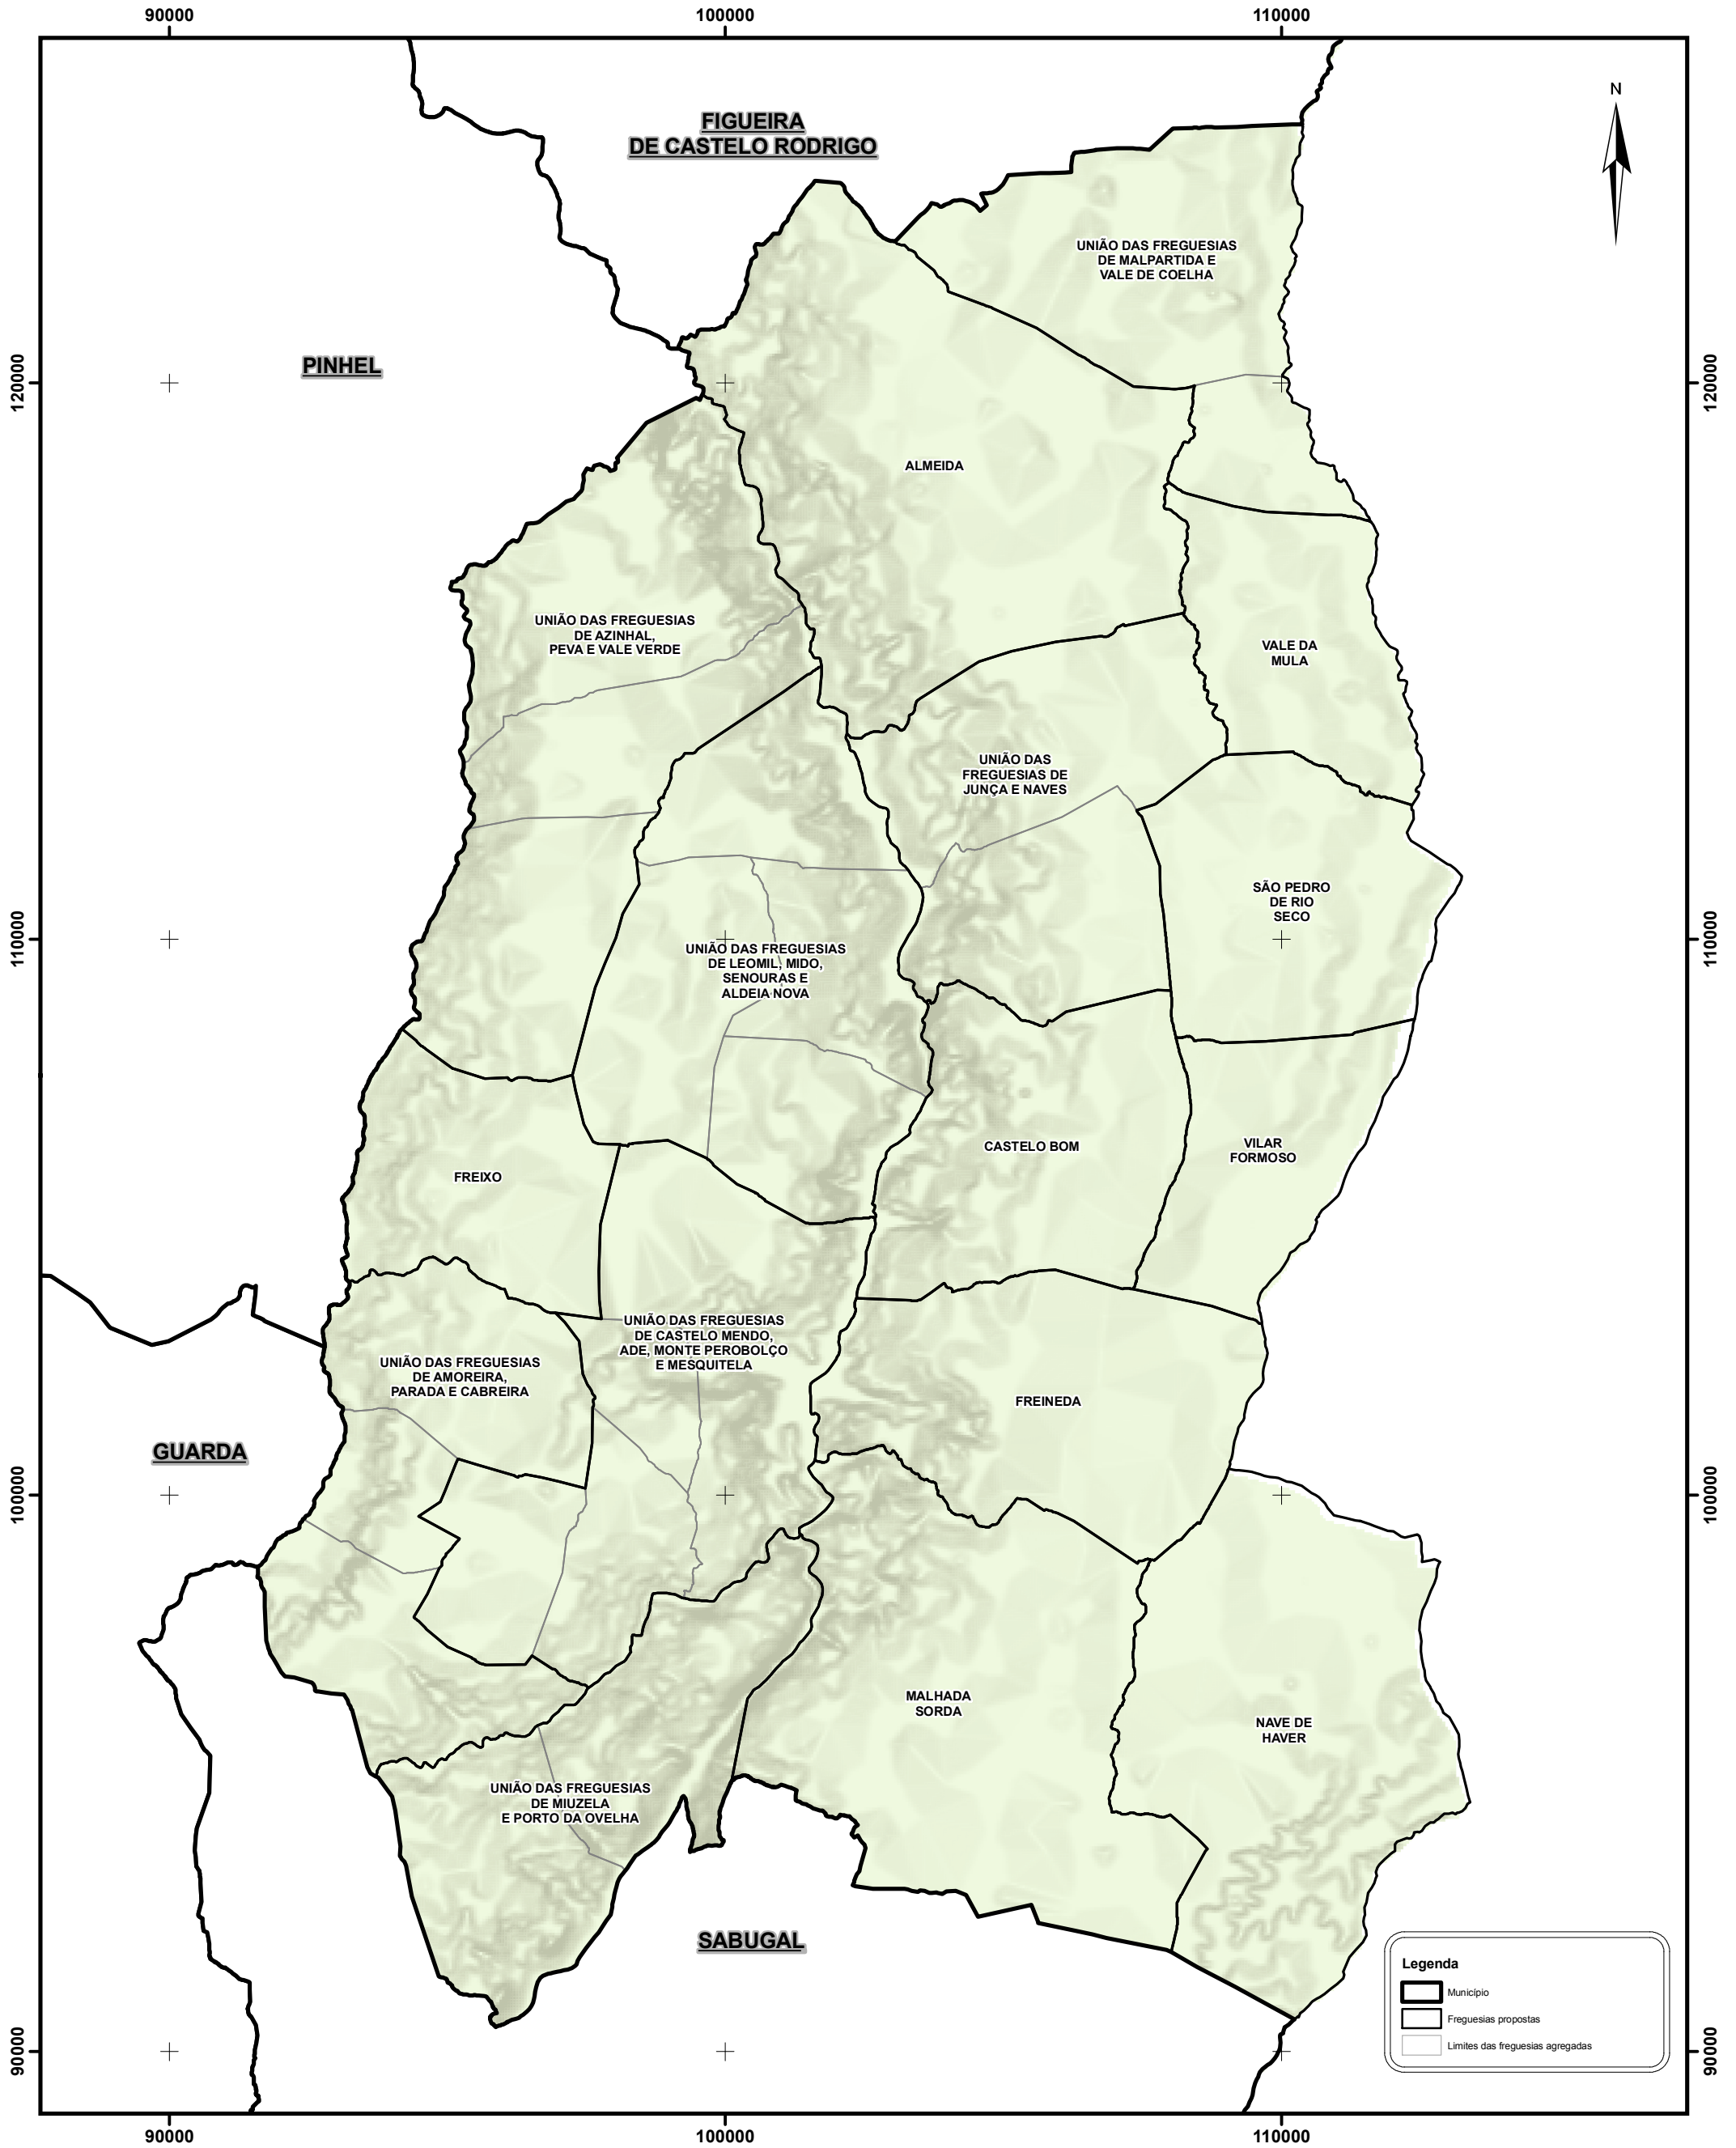 90000
100000
110000
N
FIGUEIRA
DE CASTELO RODRIGO
UNIÃO DAS FREGUESIAS
DE MALPARTIDA E
VALE DE COELHA
PINHEL
120000
120000
ALMEIDA
UNIÃO DAS FREGUESIAS
DE AZINHAL,
PEVA E VALE VERDE
VALE DA
MULA
UNIÃO DAS
FREGUESIAS DE
JUNÇA E NAVES
SÃO PEDRO
DE RIO
SECO
110000
110000
UNIÃO DAS FREGUESIAS
DE LEOMIL, MIDO,
SENOURAS E
ALDEIA NOVA
CASTELO BOM
VILAR
FORMOSO
FREIXO
UNIÃO DAS FREGUESIAS
DE CASTELO MENDO,
ADE, MONTE PEROBOLÇO
E MESQUITELA
UNIÃO DAS FREGUESIAS
DE AMOREIRA,
PARADA E CABREIRA
FREINEDA
GUARDA
100000
100000
MALHADA
SORDA
NAVE DE
HAVER
UNIÃO DAS FREGUESIAS
DE MIUZELA
E PORTO DA OVELHA
SABUGAL
Legenda
Município
Freguesias propostas
Limites das freguesias agregadas
90000
90000
90000
100000
110000